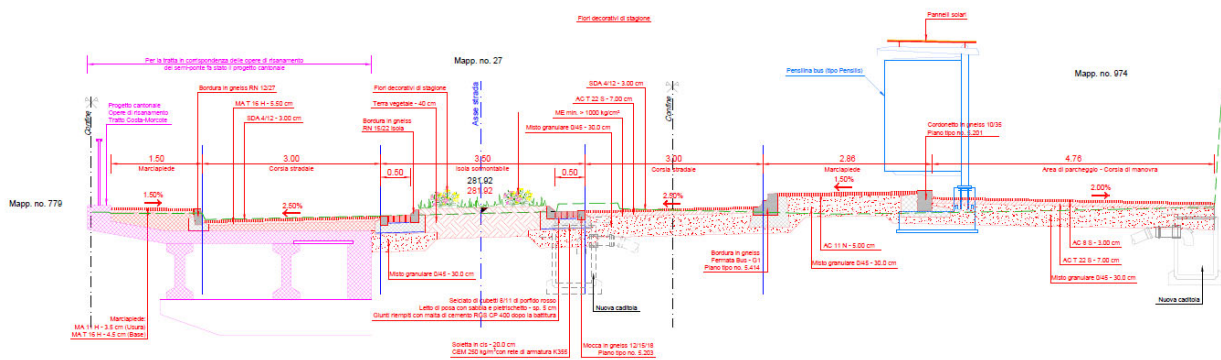 Fiori decorativi di stagione
Pannelli solari
Per la tratta in corrispondenza delle opere di risanamento
del semi-ponte fa stato il progetto cantonale
Mapp. no. 27
Mapp. no. 974
Pensilina bus (tipo Pensilis)
Bordura in gneiss RN 12/27
MA T 16 H - 5.50 cm
SDA 4/12 - 3.00 cm
Fiori decorativi di stagione
Terra vegetale - 40 cm
Bordura in gneiss
RN 15/22 Isola
Asse strada
SDA 4/12 - 3.00 cm
AC T 22 S - 7.00 cm
ME min. > 1000 kg/cm²
Misto granulare 0/45 - 30.0 cm
Confine
Confine
Progetto cantonale
Opere di risanamento
Tratto Costa-Morcote
Cordonetto in gneiss 10/35
Piano tipo no. 5.201
1.50
Marciapiede
3.00
Corsia stradale
3.50
Isola sormontabile
3.00
Corsia stradale
2.86
Marciapiede
4.76
Area di parcheggio - Corsia di manovra
0.50
0.50
281.92
281.92
1.50%
2.50%
2.50%
1.50%
2.00%
Mapp. no. 779
Misto granulare 0/45 - 30.0 cm
Bordura in gneiss
Fermata Bus - G1
Piano tipo no. 5.414
AC 11 N - 5.00 cm
Misto granulare 0/45 - 30.0 cm
AC 8 S - 3.00 cm
AC T 22 S - 7.00 cm
Misto granulare 0/45 - 30.0 cm
Selciato di cubetti 8/11 di porfido rosso
Letto di posa con sabbia e pietrischetto - sp. 6 cm
Giunti riempiti con malta di cemento RGS CP 400 dopo la battitura
Nuova caditoia
Nuova caditoia
Marciapiede:
MA 11 H - 3.5 cm (Usura)
MA T 16 H - 4.5 cm (Base)
Soletta in cls - 20.0 cm
CEM 250 kg/m³ con rete di armatura K355
Mocca in gneiss 12/15/18
Piano tipo no. 5.203